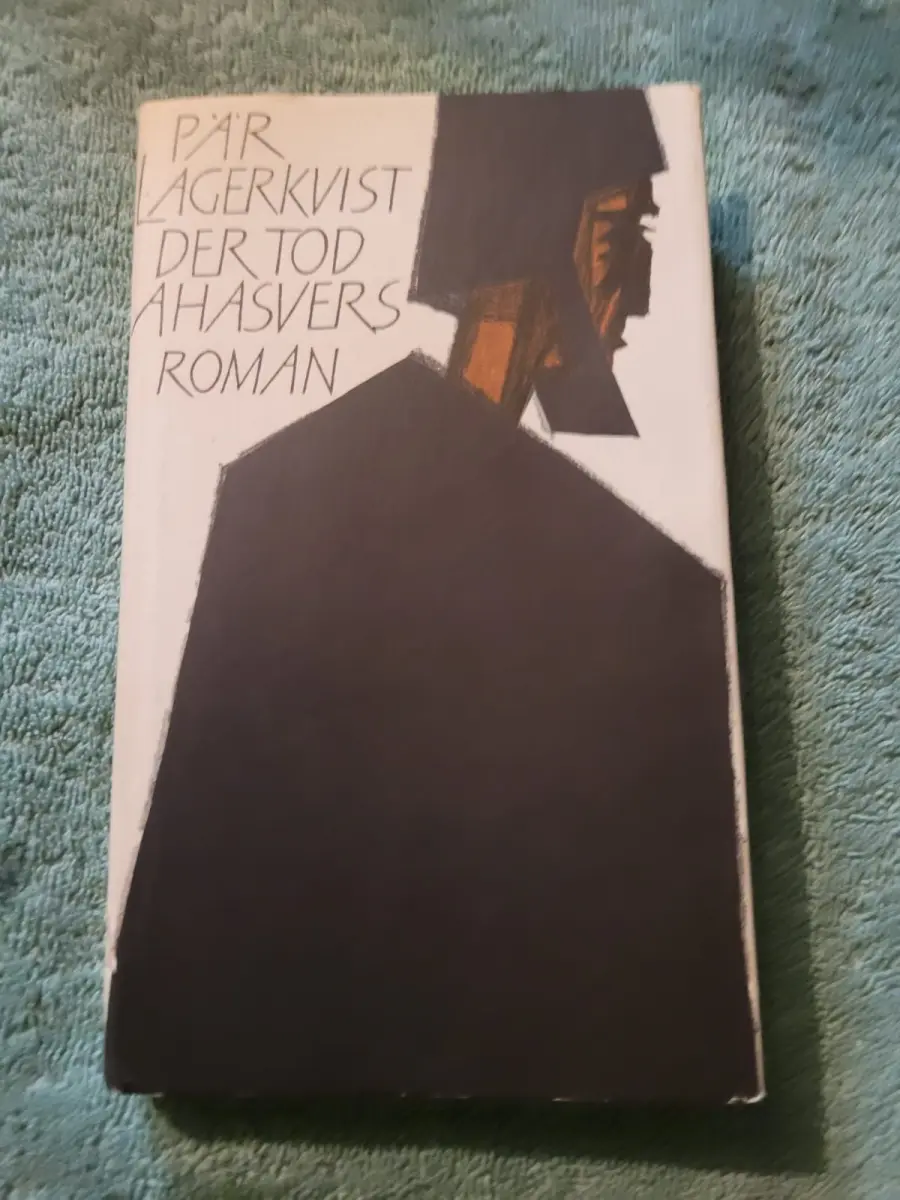 PÄR
LAGERKVIST
DER TOD
AHASVERS
ROMAN